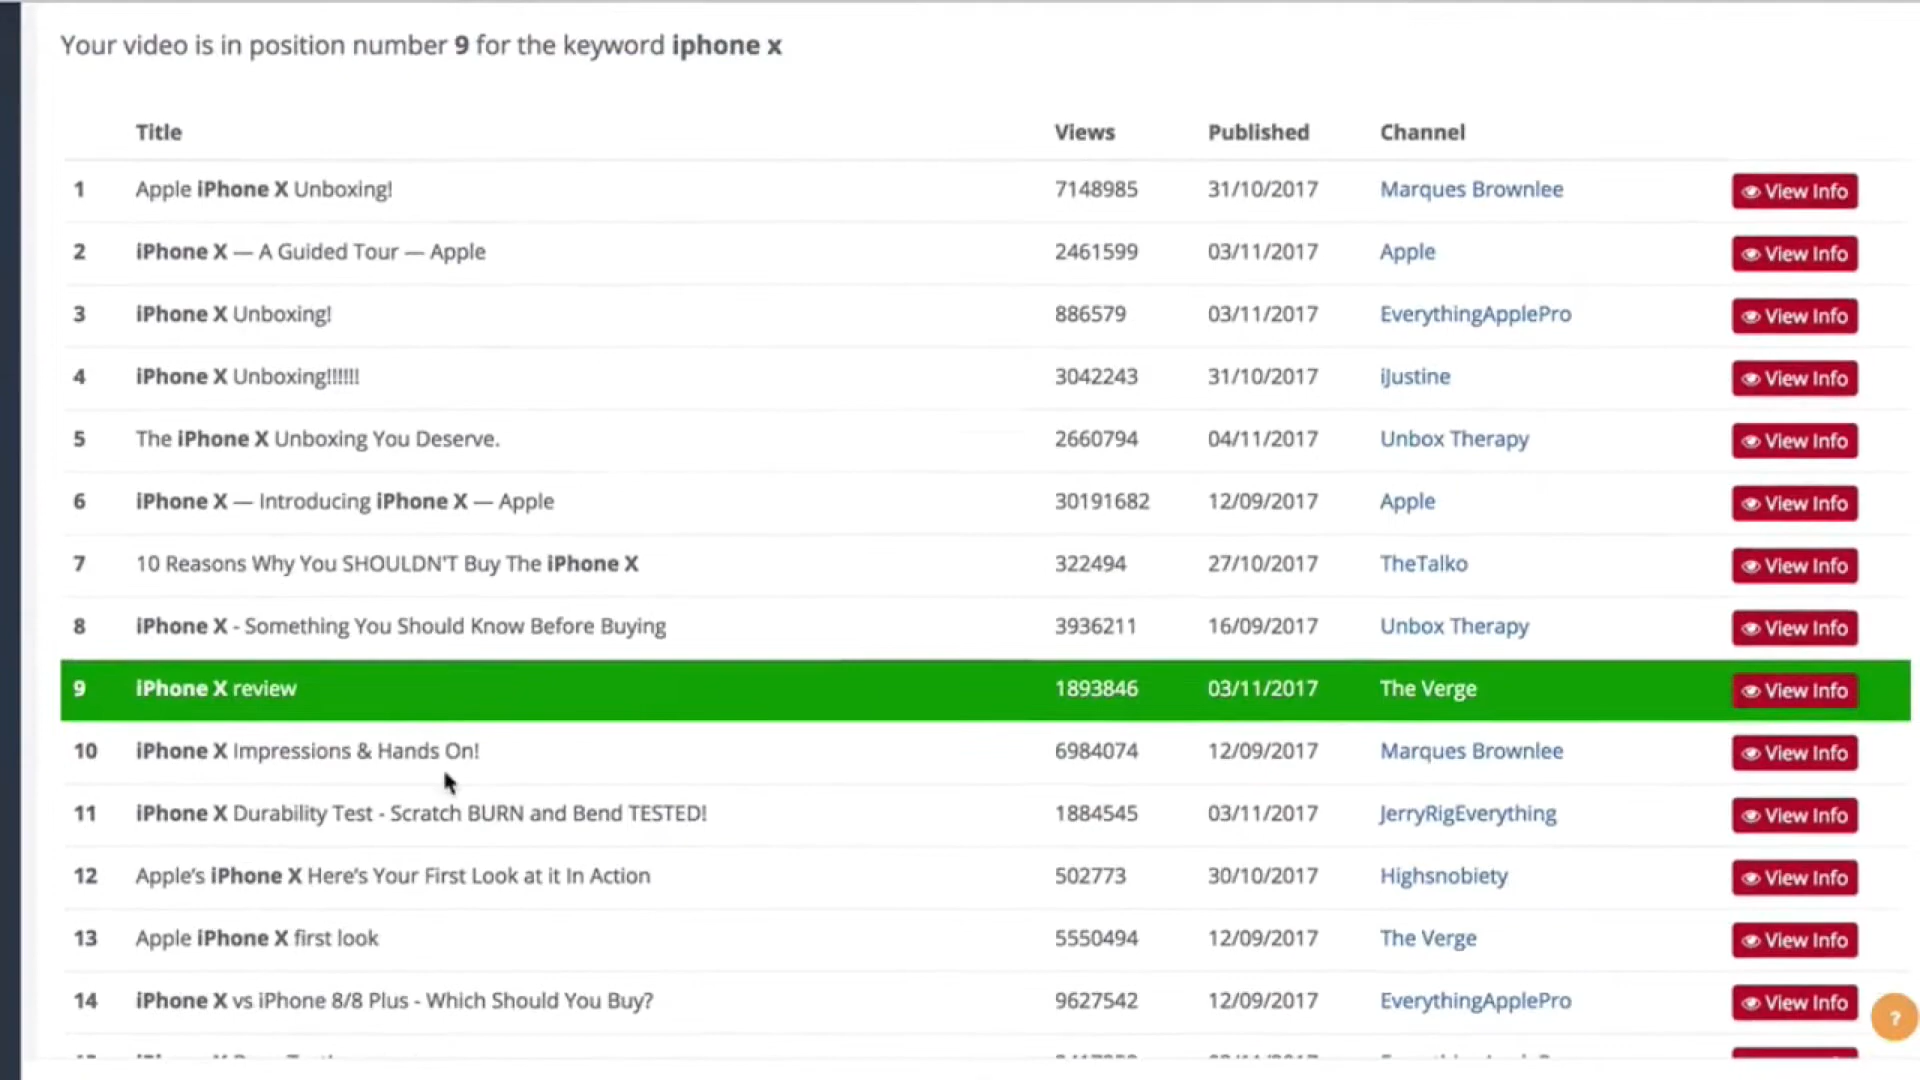 Your video is in position number 9 for the keyword iphone x
Title Views Published Channel
1 Apple iPhone X Unboxing! 7148985 31/10/2017 Marques Brownlee View Info
2 iPhone X — A Guided Tour — Apple 2461599 03/11/2017 Apple View Info
3 iPhone X Unboxing! 886579 03/11/2017 EverythingApplePro View Info
4 iPhone X Unboxing!!!!!! 3042243 31/10/2017 iJustine View Info
5 The iPhone X Unboxing You Deserve. 2660794 04/11/2017 Unbox Therapy View Info
6 iPhone X — Introducing iPhone X — Apple 30191682 12/09/2017 Apple View Info
7 10 Reasons Why You SHOULDN'T Buy The iPhone X 322494 27/10/2017 TheTalko View Info
8 iPhone X - Something You Should Know Before Buying 3936211 16/09/2017 Unbox Therapy View Info
9 iPhone X review 1893846 03/11/2017 The Verge View Info
10 iPhone X Impressions & Hands On! 6984074 12/09/2017 Marques Brownlee View Info
11 iPhone X Durability Test - Scratch BURN and Bend TESTED! 1884545 03/11/2017 JerryRigEverything View Info
12 Apple's iPhone X Here's Your First Look at it In Action 502773 30/10/2017 Highsnobiety View Info
13 Apple iPhone X first look 5550494 12/09/2017 The Verge View Info
14 iPhone X vs iPhone 8/8 Plus - Which Should You Buy? 9627542 12/09/2017 EverythingApplePro View Info
?